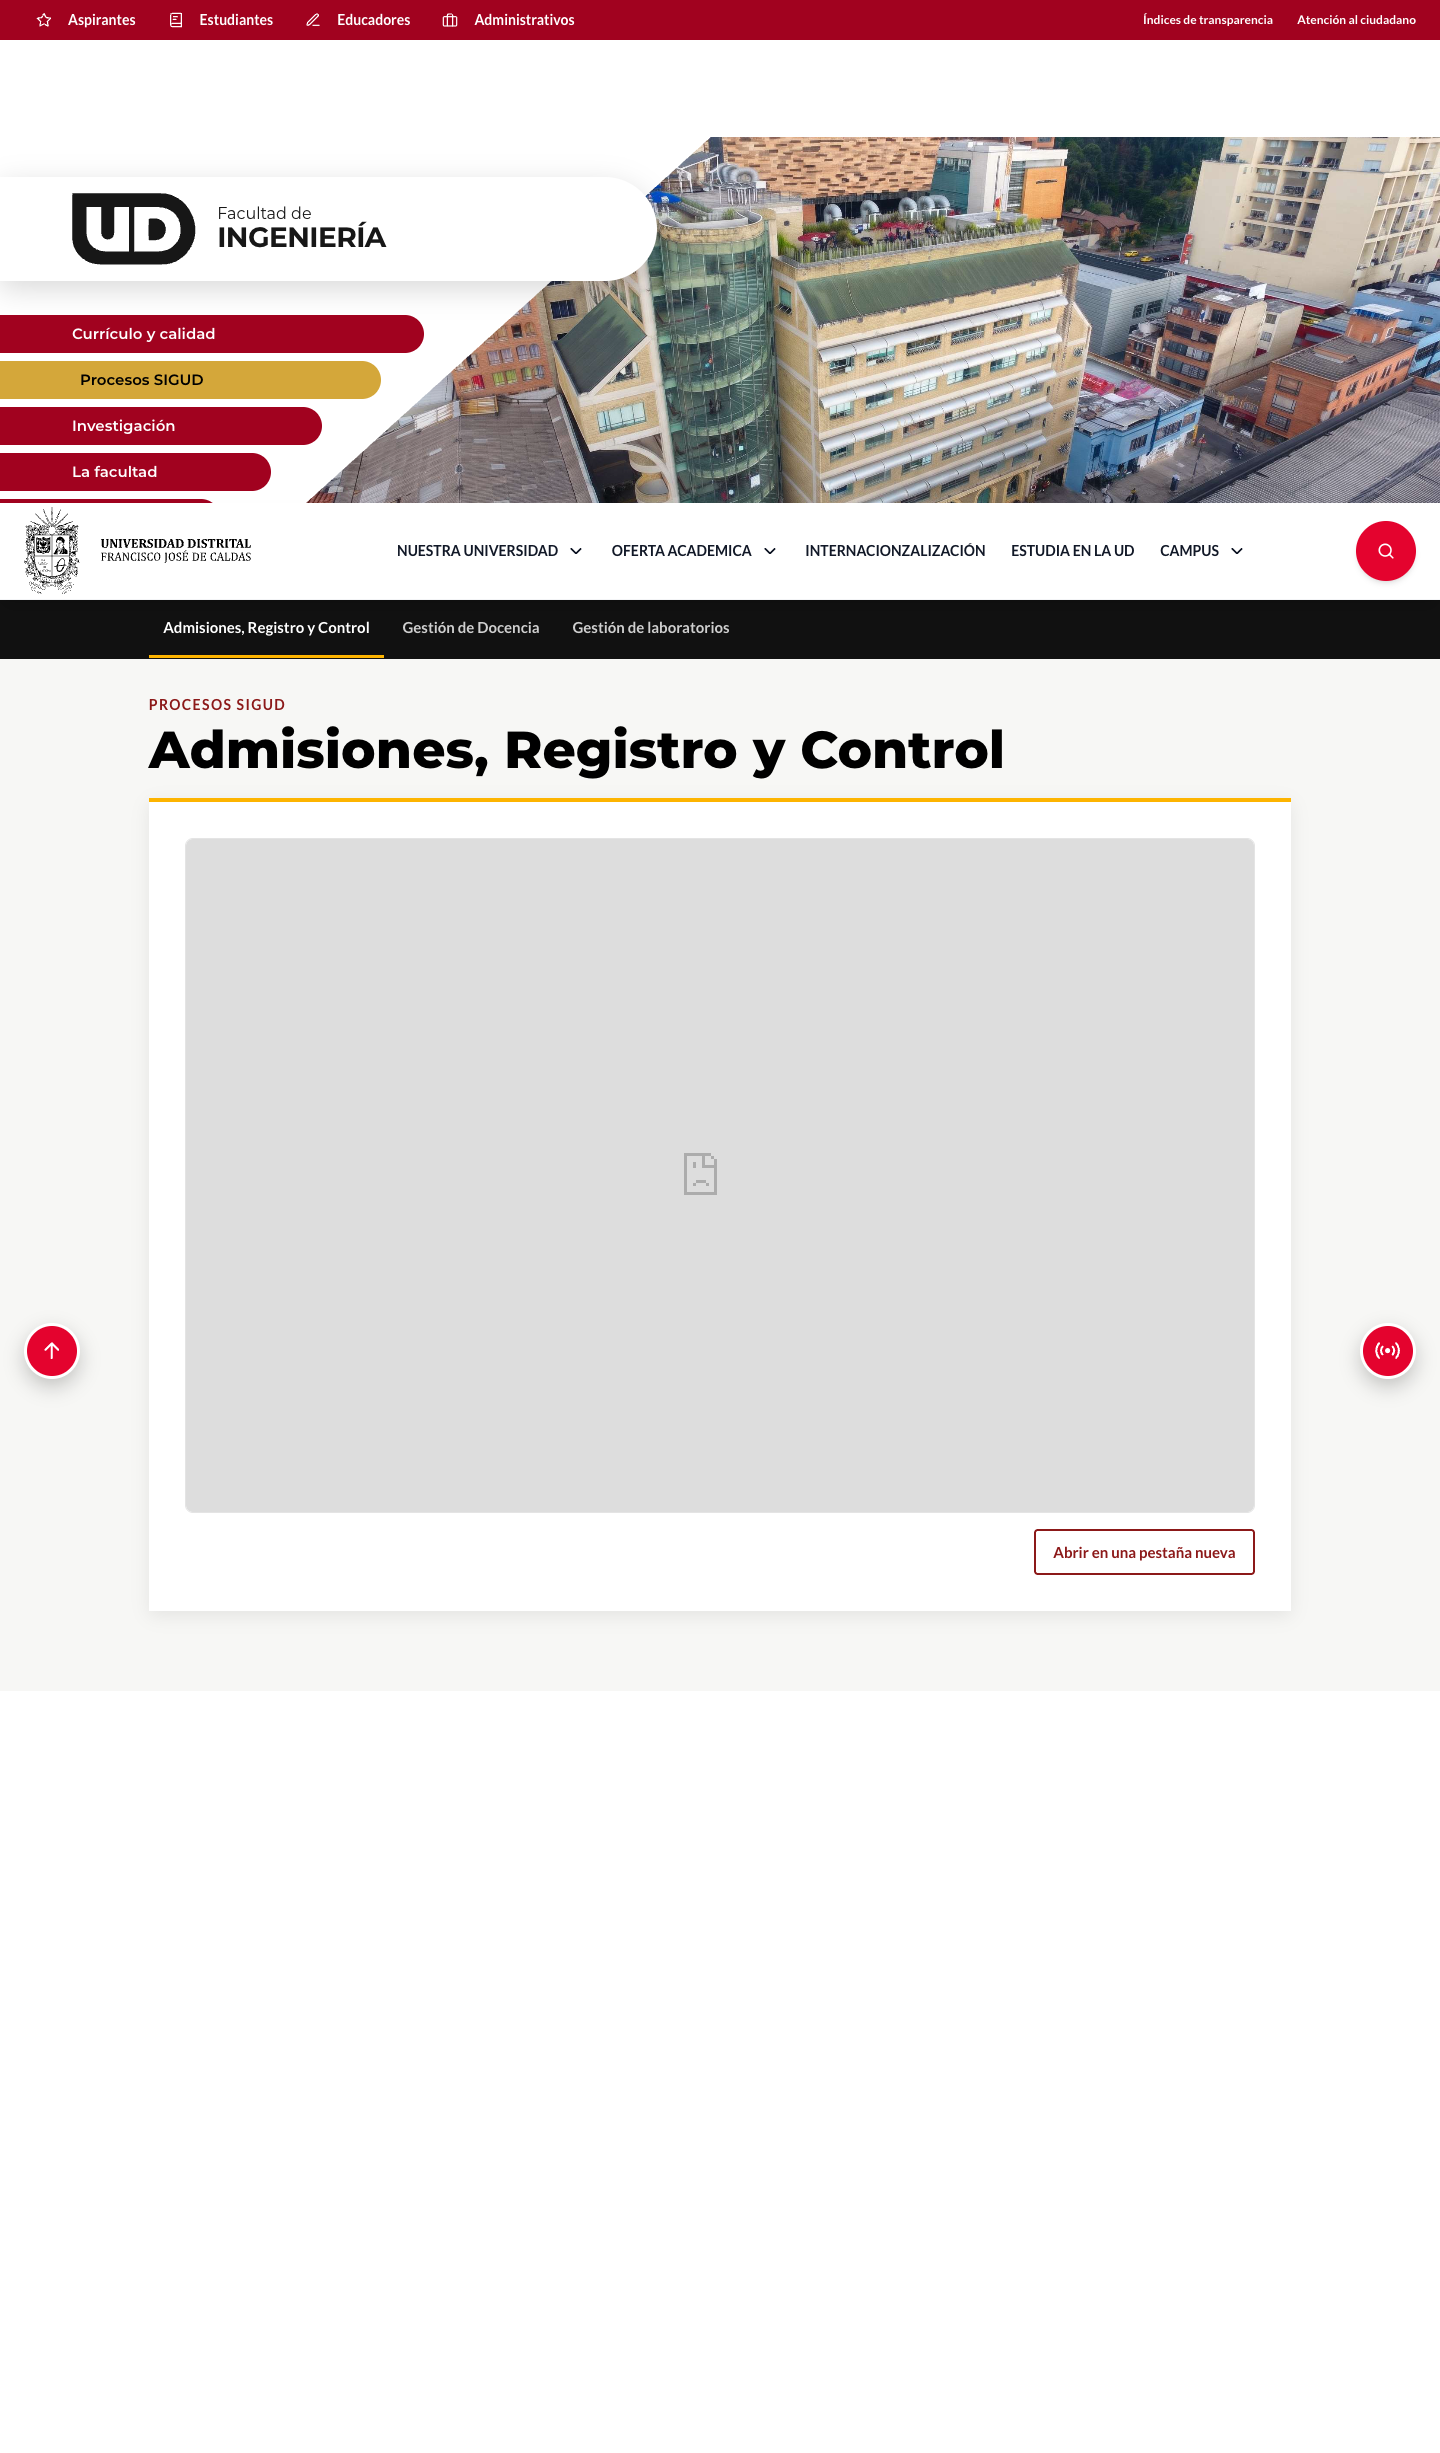 Aspirantes
Estudiantes
Educadores
Administrativos
Índices de transparencia
Atención al ciudadano
UD
Facultad de
INGENIERÍA
Currículo y calidad
Procesos SIGUD
Investigación
La facultad
UNIVERSIDAD DISTRITAL
FRANCISCO JOSÉ DE CALDAS
NUESTRA UNIVERSIDAD
OFERTA ACADEMICA
INTERNACIONZALIZACIÓN
ESTUDIA EN LA UD
CAMPUS
Admisiones, Registro y Control
Gestión de Docencia
Gestión de laboratorios
PROCESOS SIGUD
Admisiones, Registro y Control
Abrir en una pestaña nueva